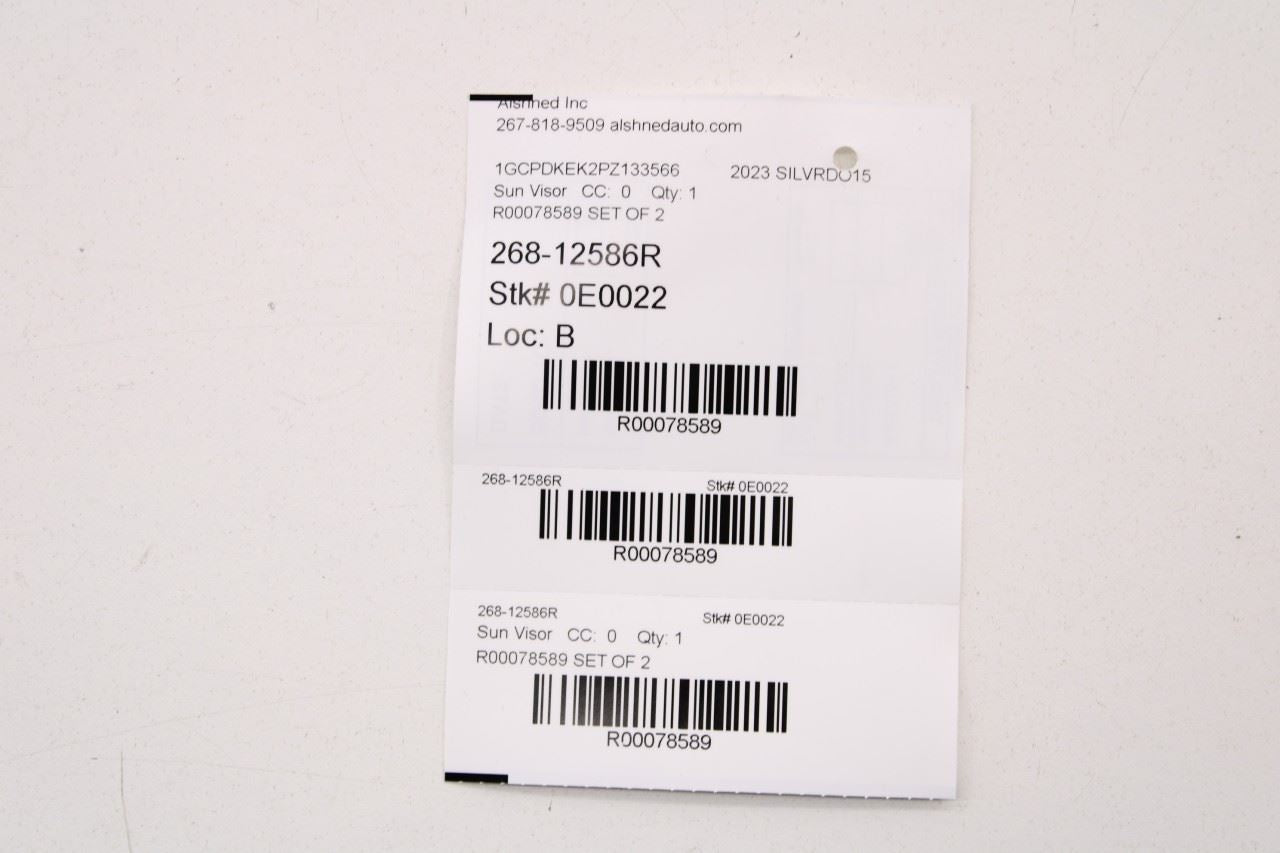 Alshned Inc
267-818-9509 alshnedauto.com
1GCPDKEK2PZ133566 2023 SILVRDO15
Sun Visor CC: 0 Qty: 1
R00078589 SET OF 2
268-12586R
Stk# 0E0022
Loc: B
R00078589
268-12586R Stk# 0E0022
R00078589
268-12586R Stk# 0E0022
Sun Visor CC: 0 Qty: 1
R00078589 SET OF 2
R00078589